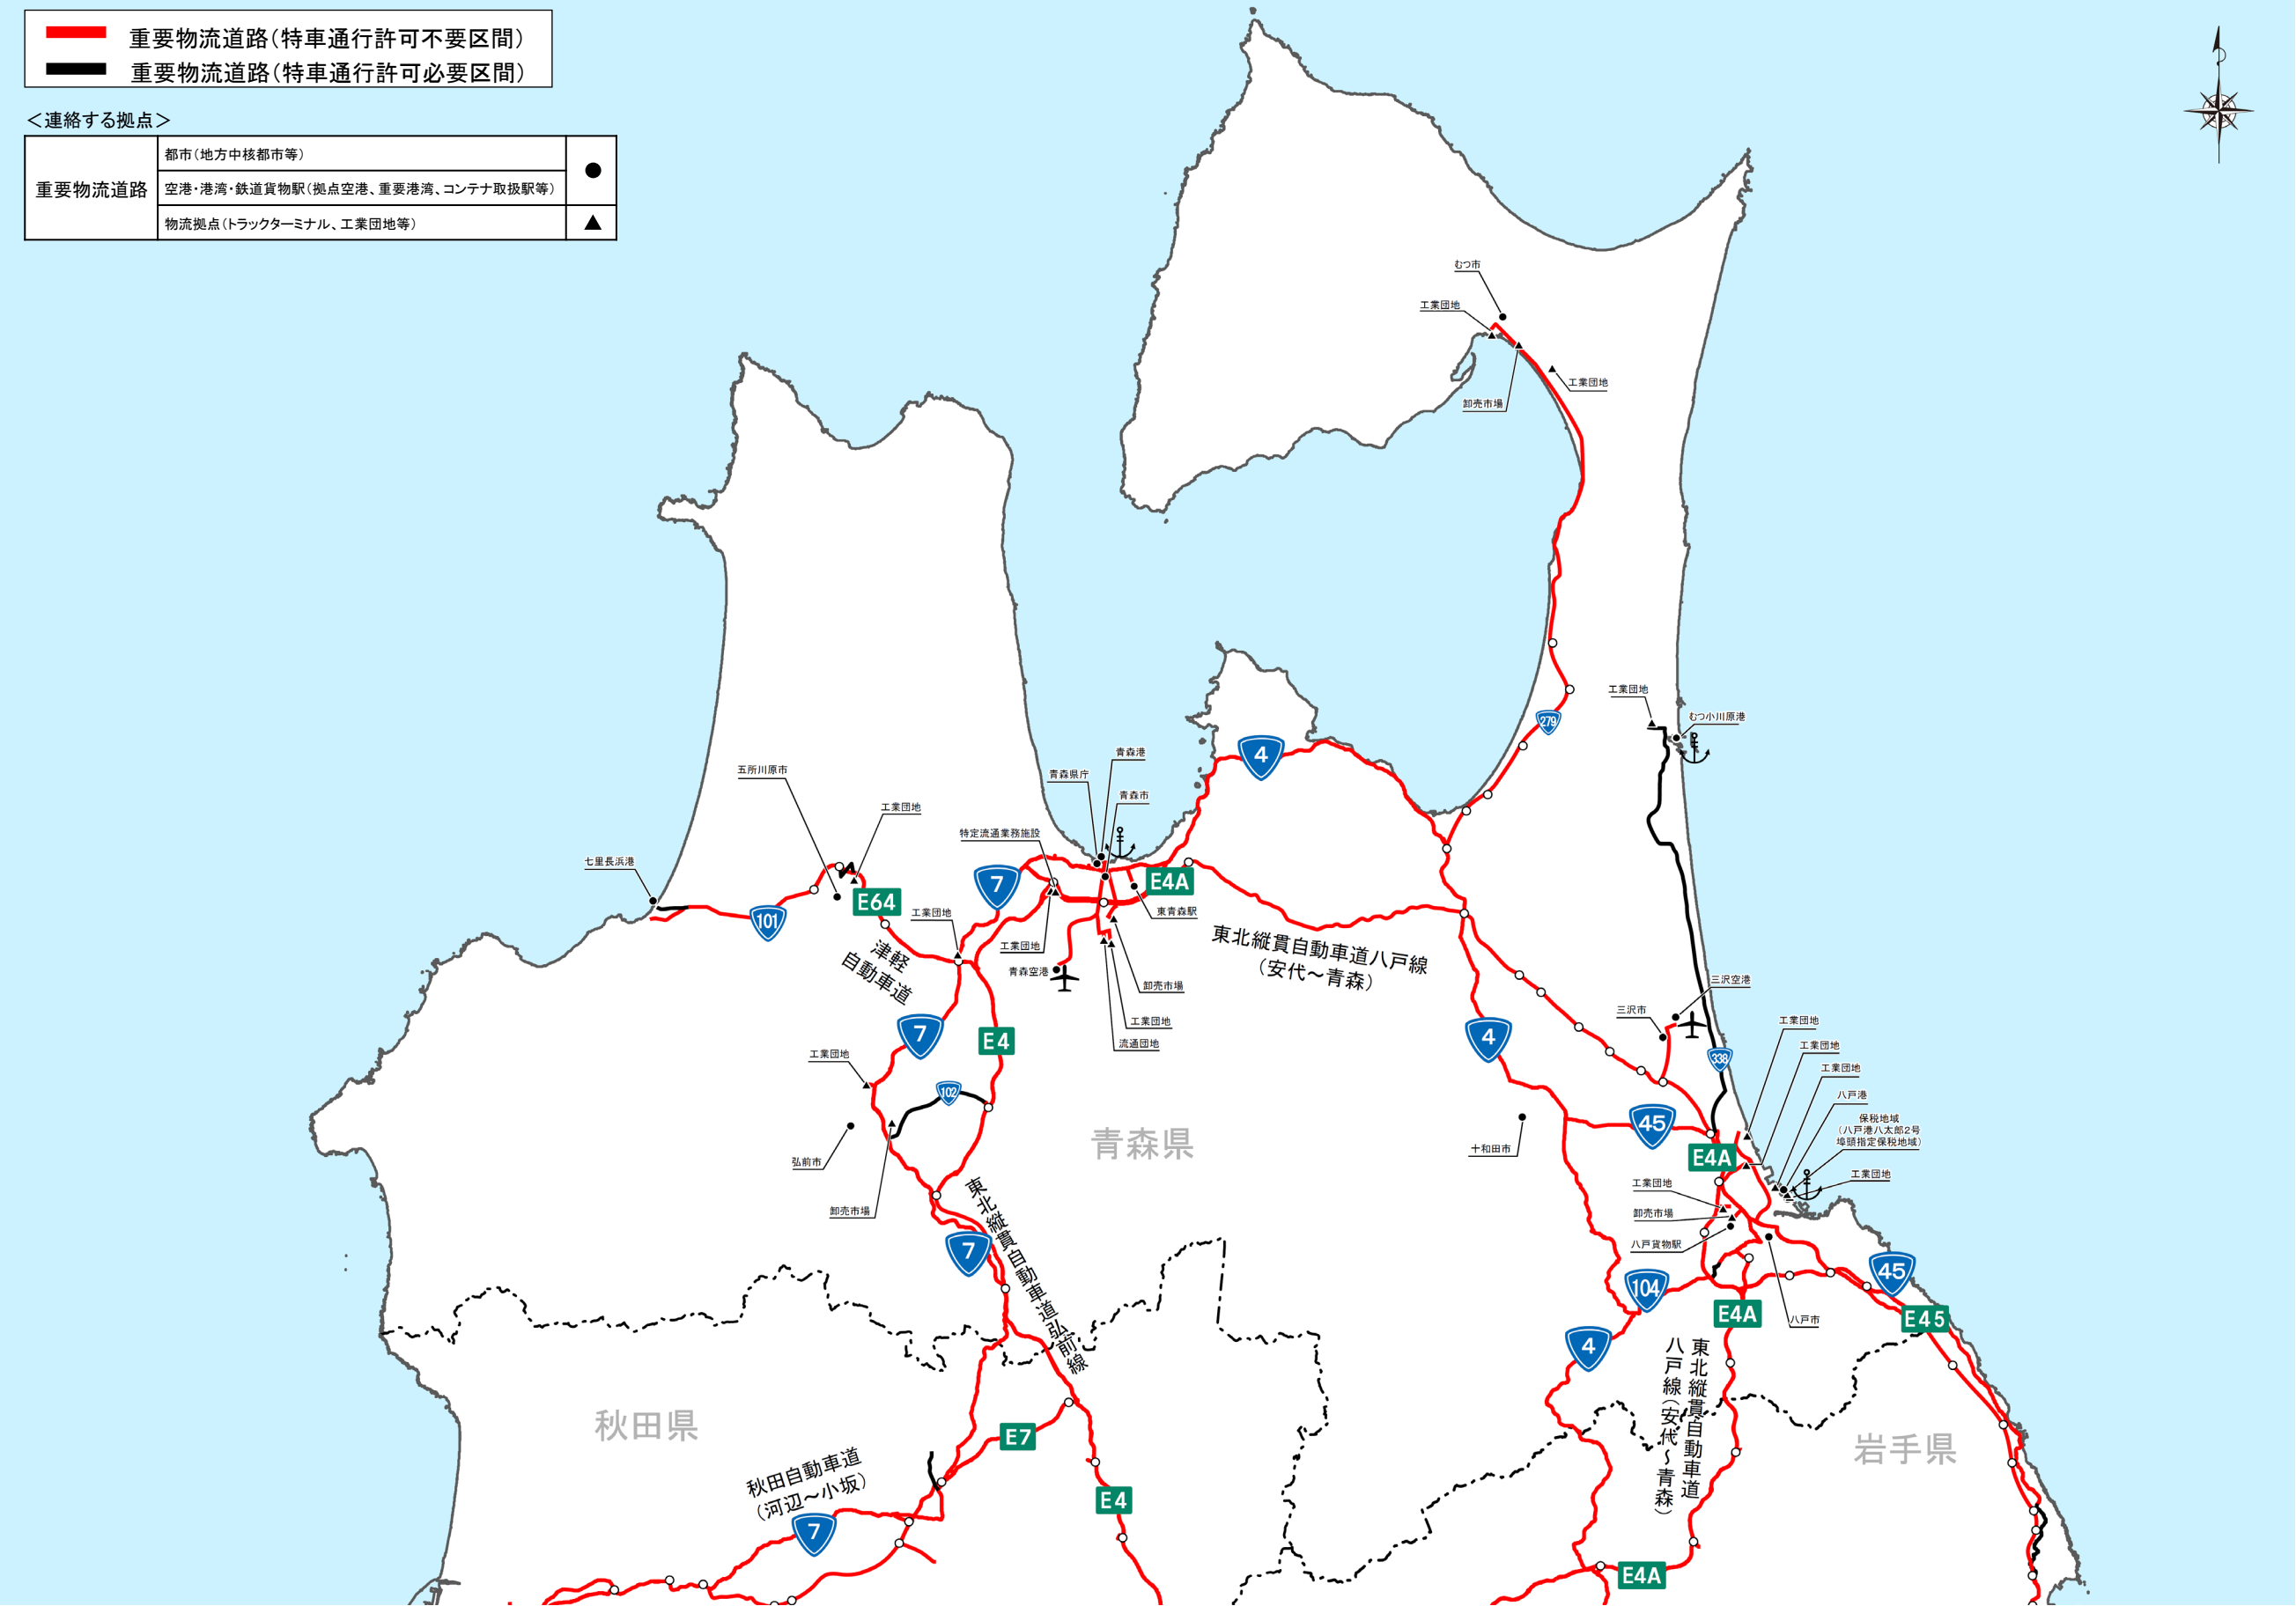 重要物流道路（特車通行許可不要区間）
重要物流道路（特車通行許可必要区間）
＜連絡する拠点＞
重要物流道路
都市（地方中核都市等）
空港・港湾・鉄道貨物駅（拠点空港、重要港湾、コンテナ取扱駅等）
物流拠点（トラックターミナル、工業団地等）
むつ市
工業団地
工業団地
卸売市場
工業団地
むつ小川原港
279
4
青森港
青森県庁
青森市
五所川原市
工業団地
特定流通業務施設
七里長浜港
7
E4A
E64
101
工業団地
東青森駅
工業団地
津軽
自動車道
青森空港
卸売市場
工業団地
流通団地
東北縦貫自動車道八戸線
（安代～青森）
三沢空港
三沢市
工業団地
工業団地
工業団地
八戸港
保税地域
（八戸港八太郎2号
埠頭指定保税地域）
工業団地
338
7
E4
4
工業団地
102
弘前市
卸売市場
青森県
十和田市
45
E4A
工業団地
卸売市場
八戸貨物駅
7
東北縦貫自動車道弘前線
104
45
E4A
E45
八戸市
4
東北縦貫自動車道
八戸線（安代～青森）
秋田県
岩手県
E7
秋田自動車道
（河辺～小坂）
E4
7
E4A